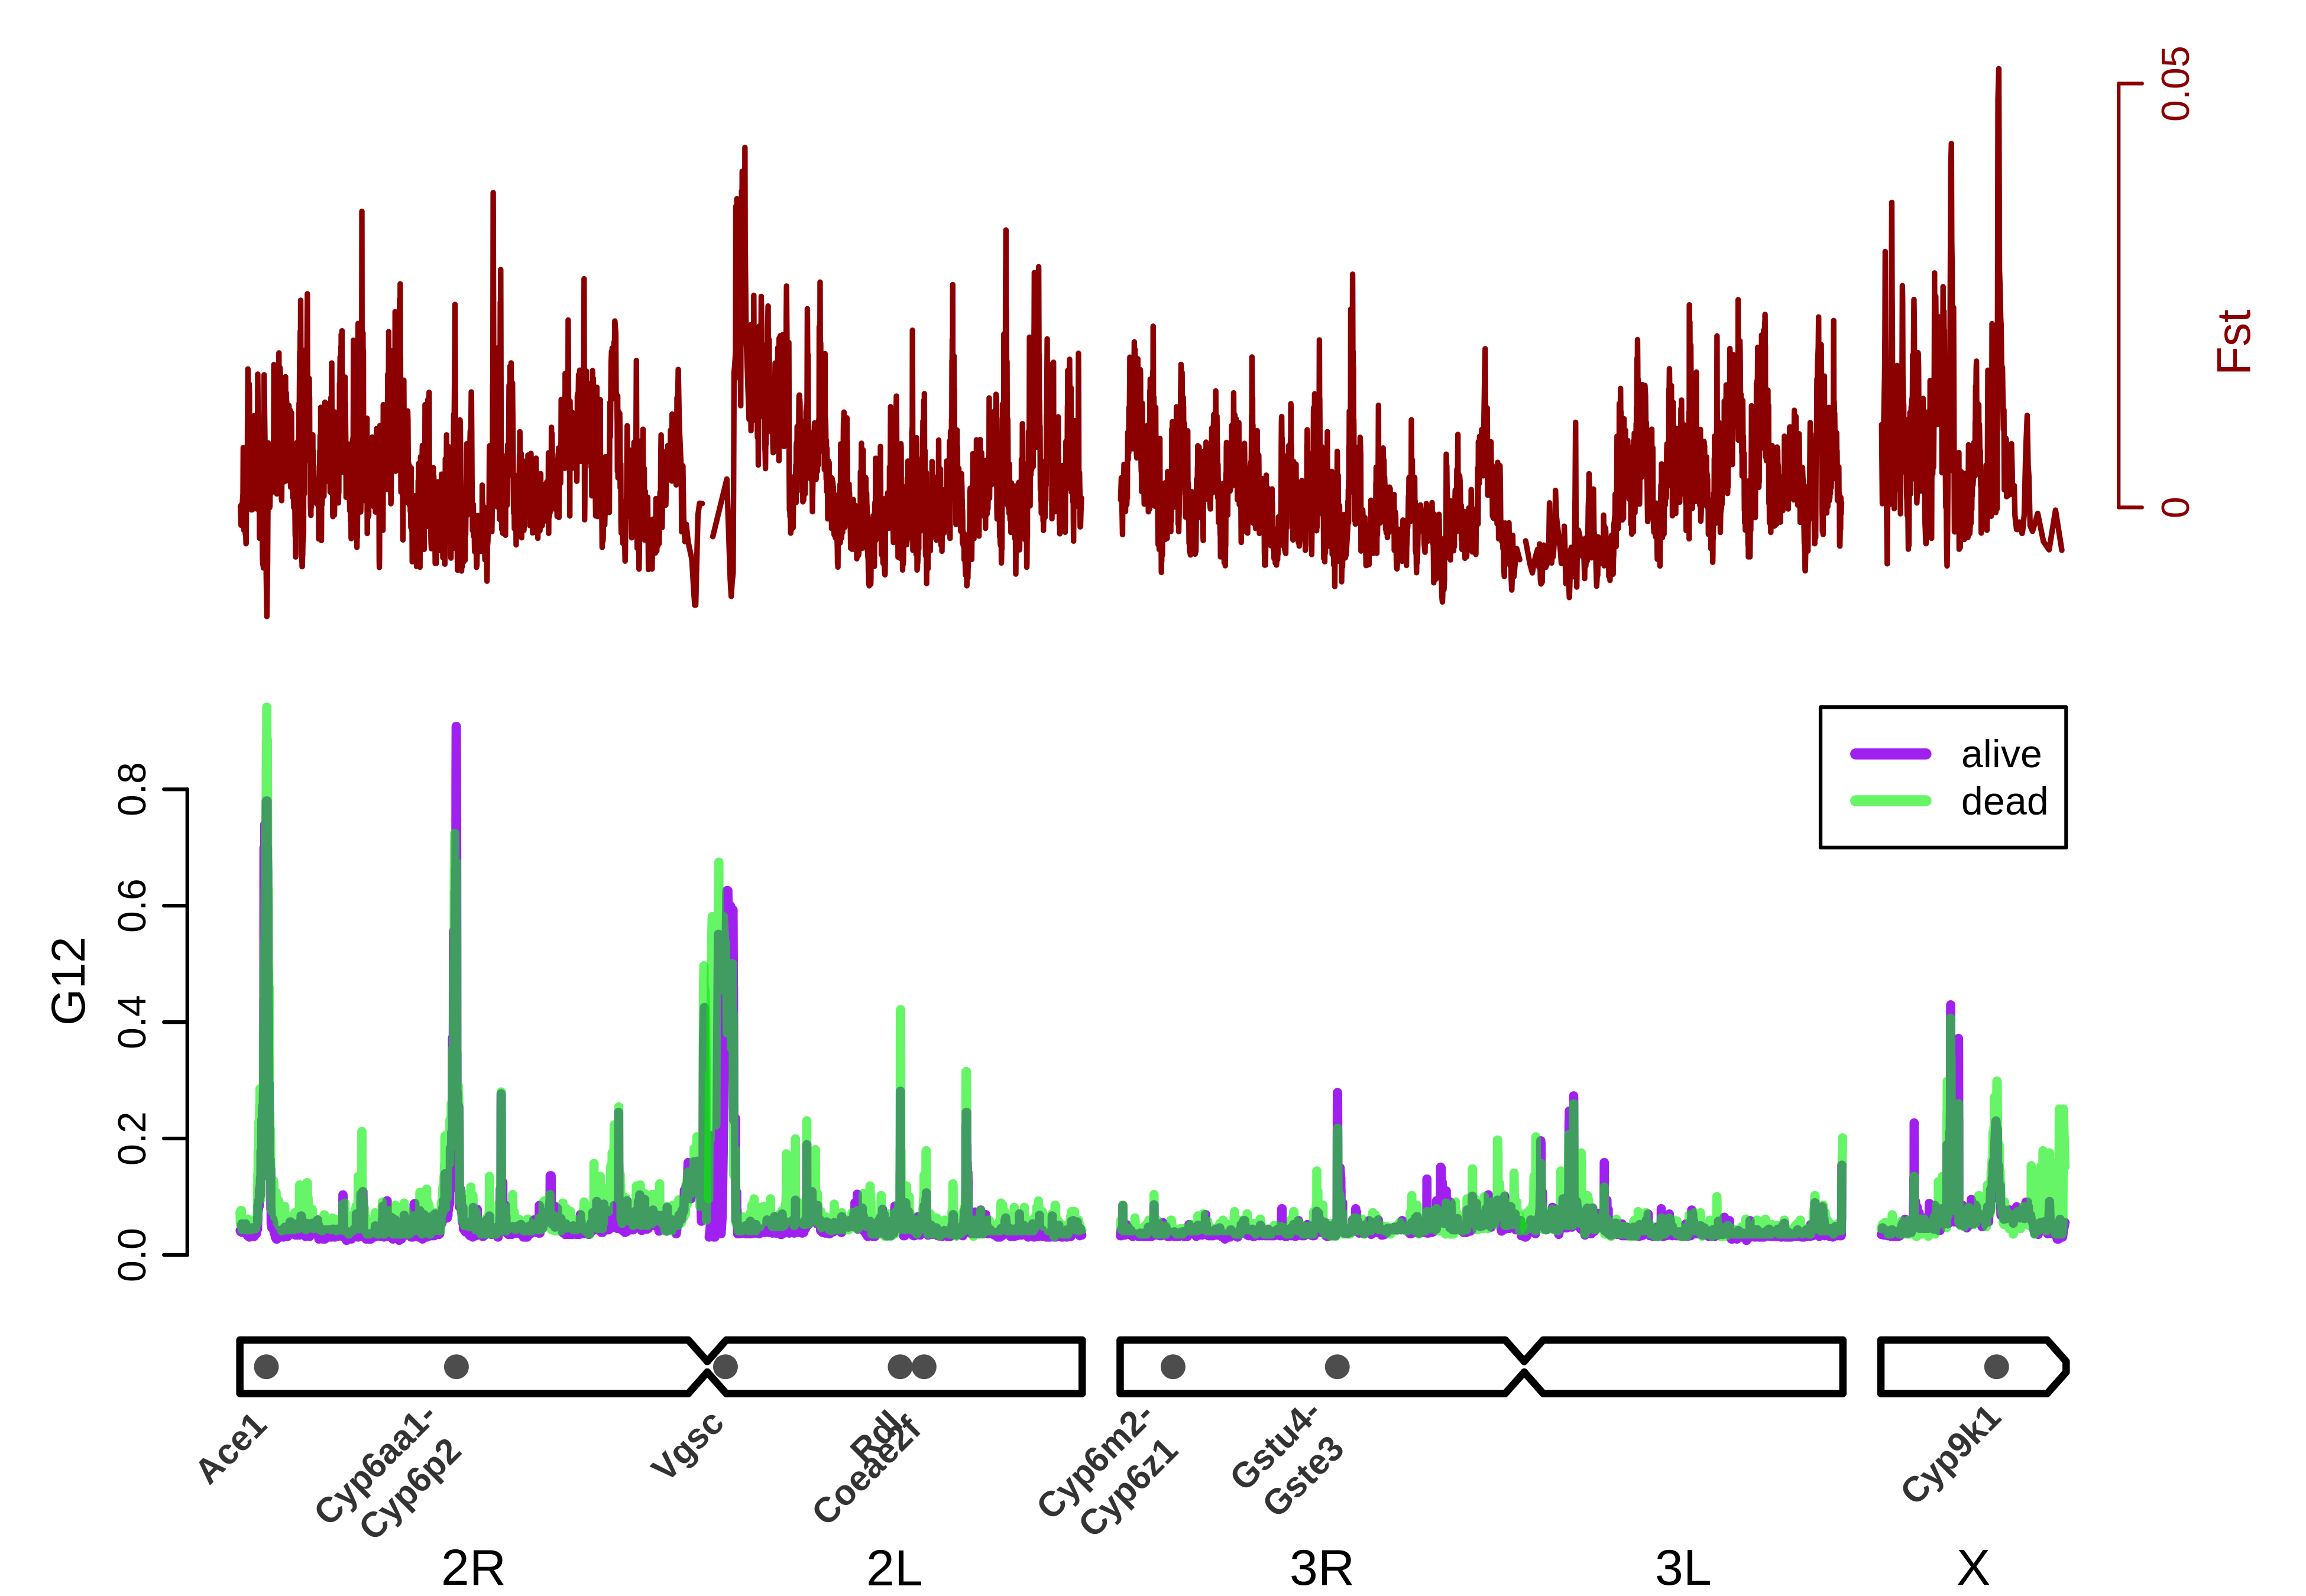 0.05
0
Fst
alive
dead
G12
0.8
0.6
0.4
0.2
0.0
Ace1
Cyp6aa1-
Cyp6p2
Vgsc
Rdl
Coeae2f
Cyp6m2-
Cyp6z1
Gstu4-
Gste3
Cyp9k1
2R
2L
3R
3L
X